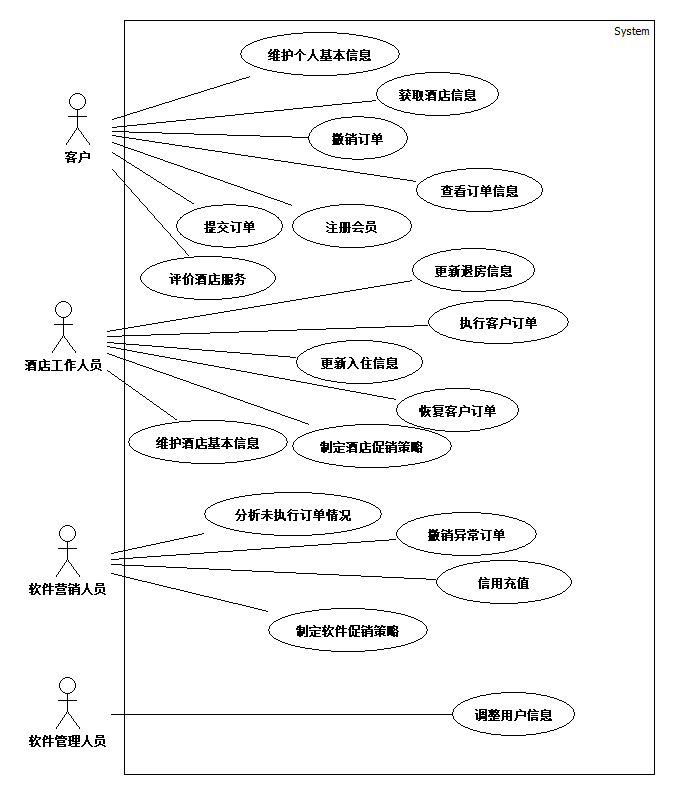 System
维护个人基本信息
获取酒店信息
撤销订单
客户
查看订单信息
提交订单
注册会员
评价酒店服务
更新退房信息
执行客户订单
酒店工作人员
更新入住信息
恢复客户订单
维护酒店基本信息
制定酒店促销策略
分析未执行订单情况
撤销异常订单
信用充值
软件营销人员
制定软件促销策略
调整用户信息
软件管理人员